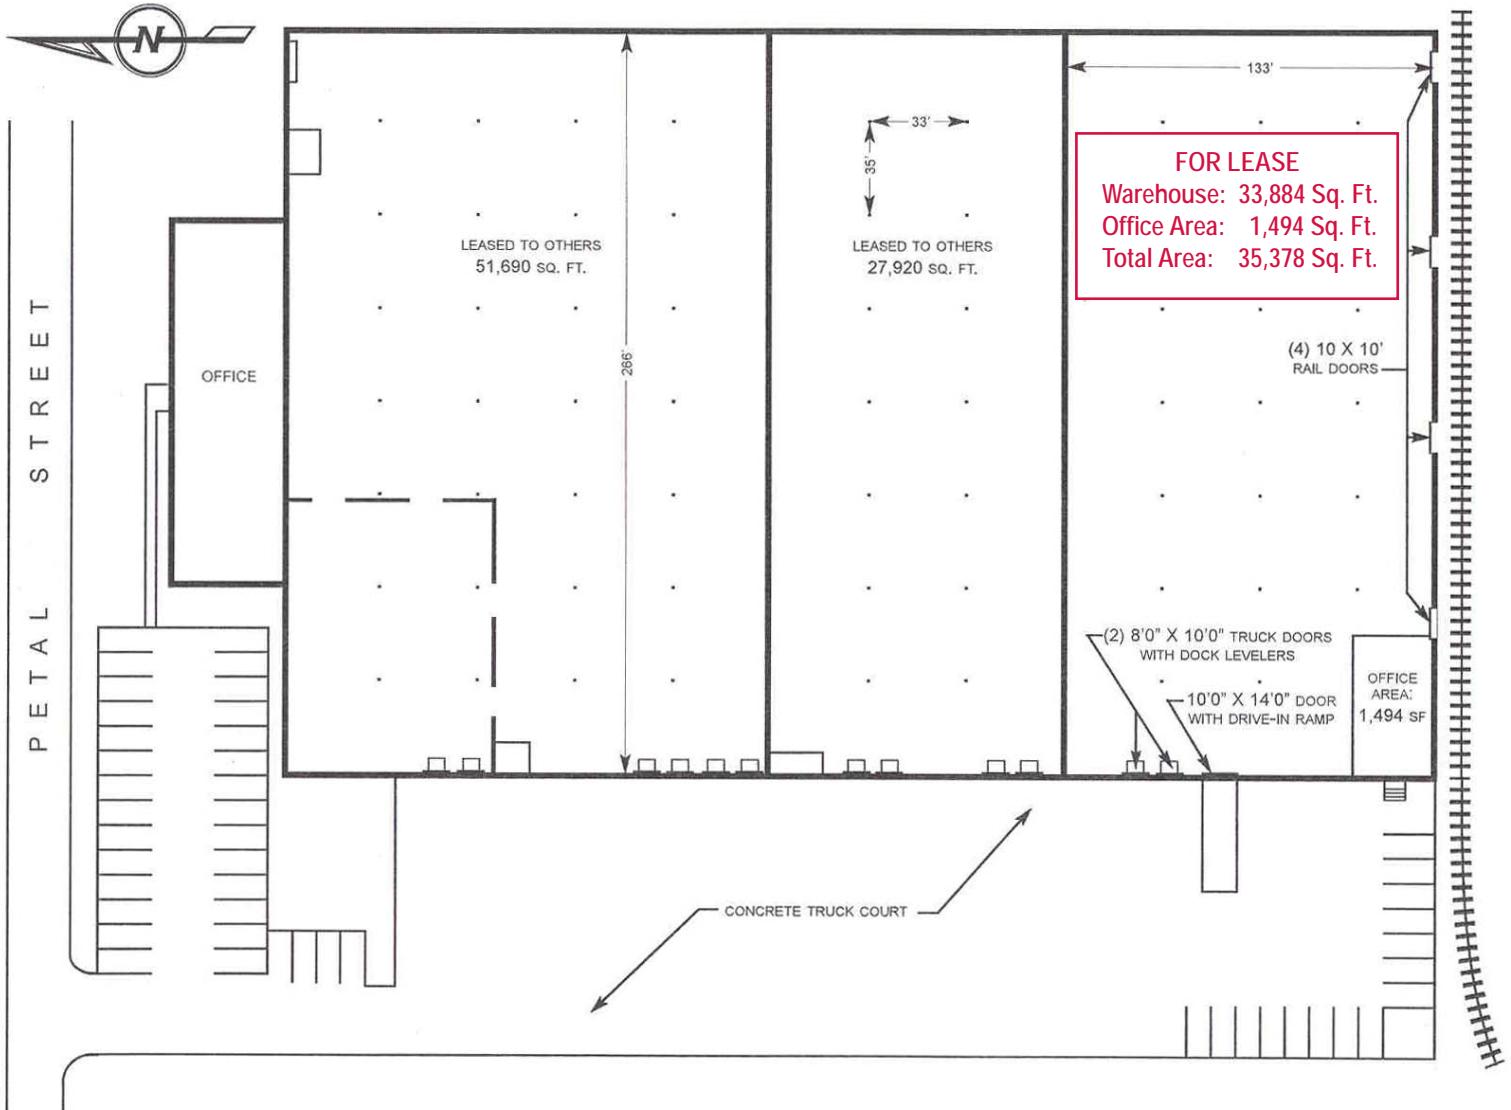 N
133'
33'
35'
FOR LEASE
Warehouse: 33,884 Sq. Ft.
Office Area: 1,494 Sq. Ft.
Total Area: 35,378 Sq. Ft.
LEASED TO OTHERS
51,690 SQ. FT.
LEASED TO OTHERS
27,920 SQ. FT.
266'
(4) 10 X 10'
RAIL DOORS
OFFICE
PETAL STREET
(2) 8'0" X 10'0" TRUCK DOORS
WITH DOCK LEVELERS
10'0" X 14'0" DOOR
WITH DRIVE-IN RAMP
OFFICE
AREA:
1,494 SF
CONCRETE TRUCK COURT